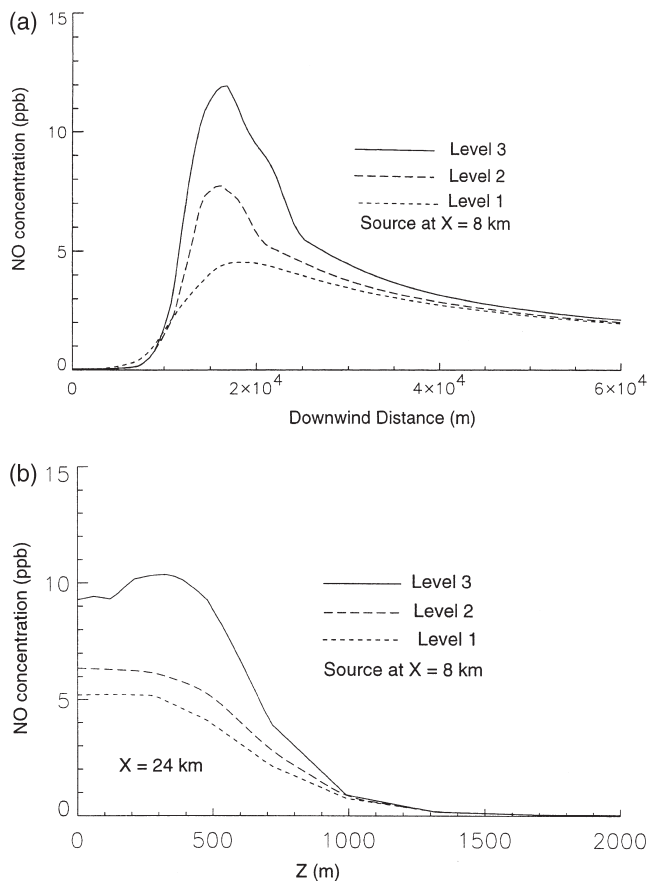 (a)
15
10
5
0
NO concentration (ppb)
Level 3
Level 2
Level 1
Source at X = 8 km
0
2×10⁴
4×10⁴
6×10⁴
Downwind Distance (m)
(b)
15
10
5
0
NO concentration (ppb)
Level 3
Level 2
Level 1
Source at X = 8 km
X = 24 km
0
500
1000
1500
2000
Z (m)